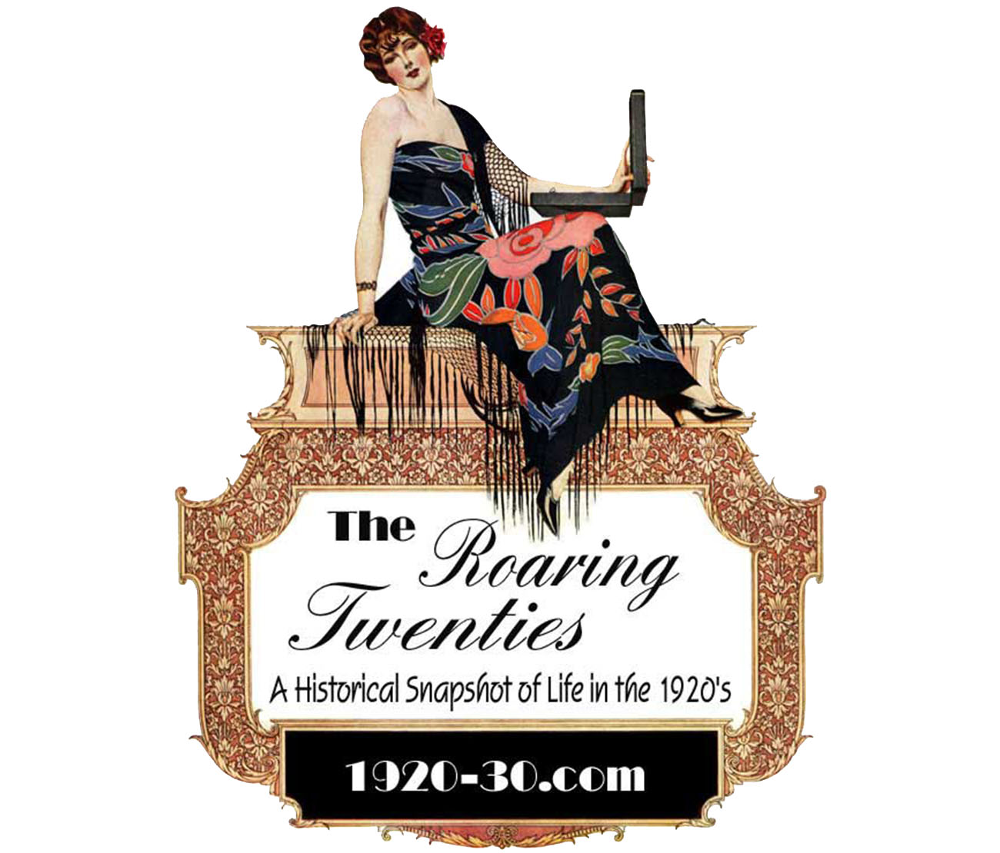 The Roaring
Twenties
A Historical Snapshot of Life in the 1920's
1920-30.com